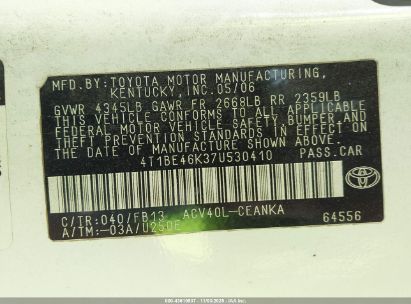 MFD.BY:TOYOTA MOTOR MANUFACTURING,
KENTUCKY,INC.05/06
GVWR 4345LB GAWR FR 2668LB RR 2359LB
THIS VEHICLE CONFORMS TO ALL APPLICABLE
FEDERAL MOTOR VEHICLE SAFETY, BUMPER, AND
THEFT PREVENTION STANDARDS IN EFFECT ON
THE DATE OF MANUFACTURE SHOWN ABOVE.
4T1BE46K37U530410 PASS.CAR
TOYOTA
C/TR:040/FB13 ACV40L-CEANKA
A/TM:-03A/U250E 64556